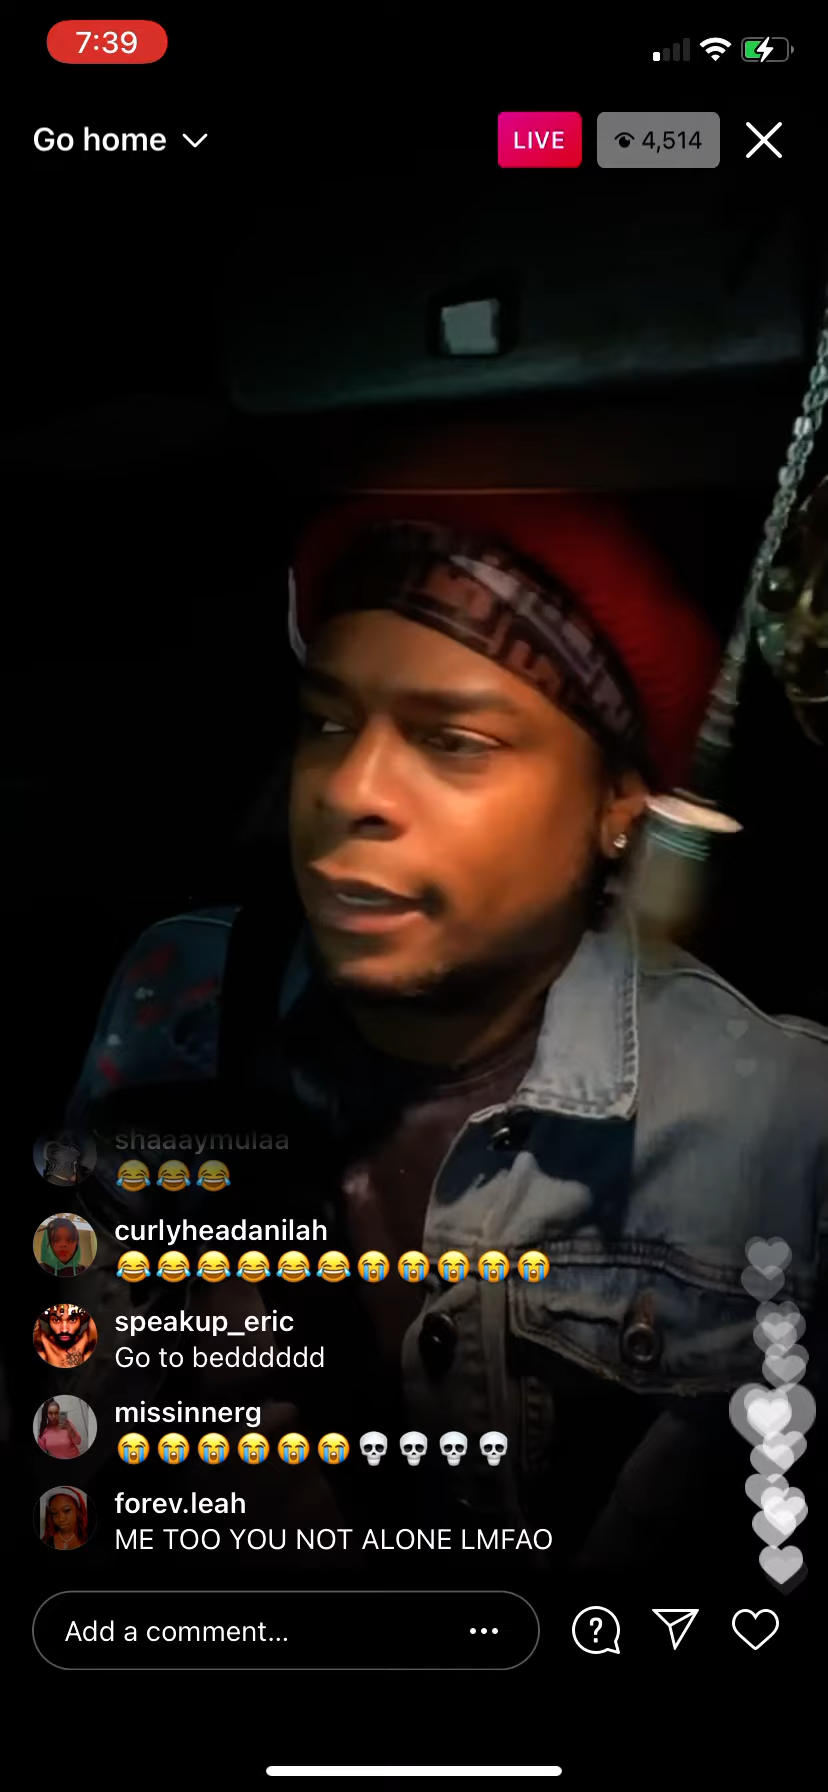 7:39
Go home
LIVE
4,514
shaaaymulaa
😂😂😂
curlyheadanilah
😂😂😂😂😂😂😭😭😭😭😭
speakup_eric
Go to bedddddd
missinnerg
😭😭😭😭😭😭💀💀💀💀
forev.leah
ME TOO YOU NOT ALONE LMFAO
Add a comment...